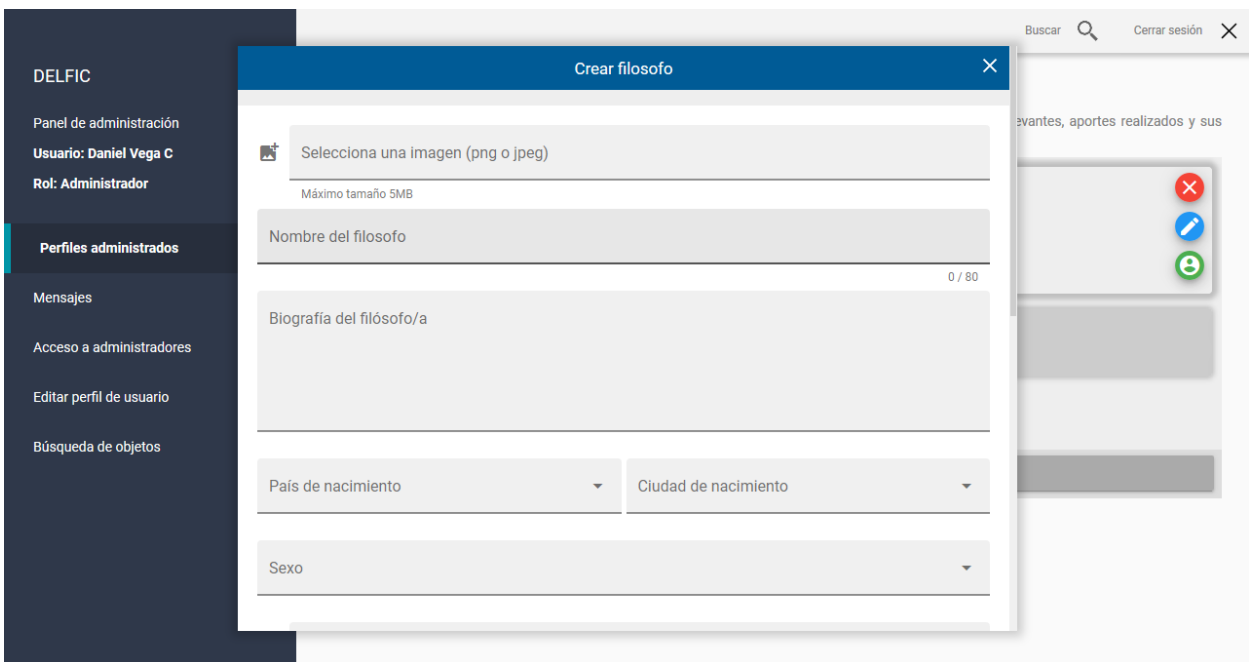 Buscar
Cerrar sesión
DELFIC
Panel de administración
Usuario: Daniel Vega C
Rol: Administrador
Perfiles administrados
Mensajes
Acceso a administradores
Editar perfil de usuario
Búsqueda de objetos
Crear filosofo
Selecciona una imagen (png o jpeg)
Máximo tamaño 5MB
Nombre del filosofo
0 / 80
Biografía del filósofo/a
País de nacimiento
Ciudad de nacimiento
Sexo
aportes realizados y sus